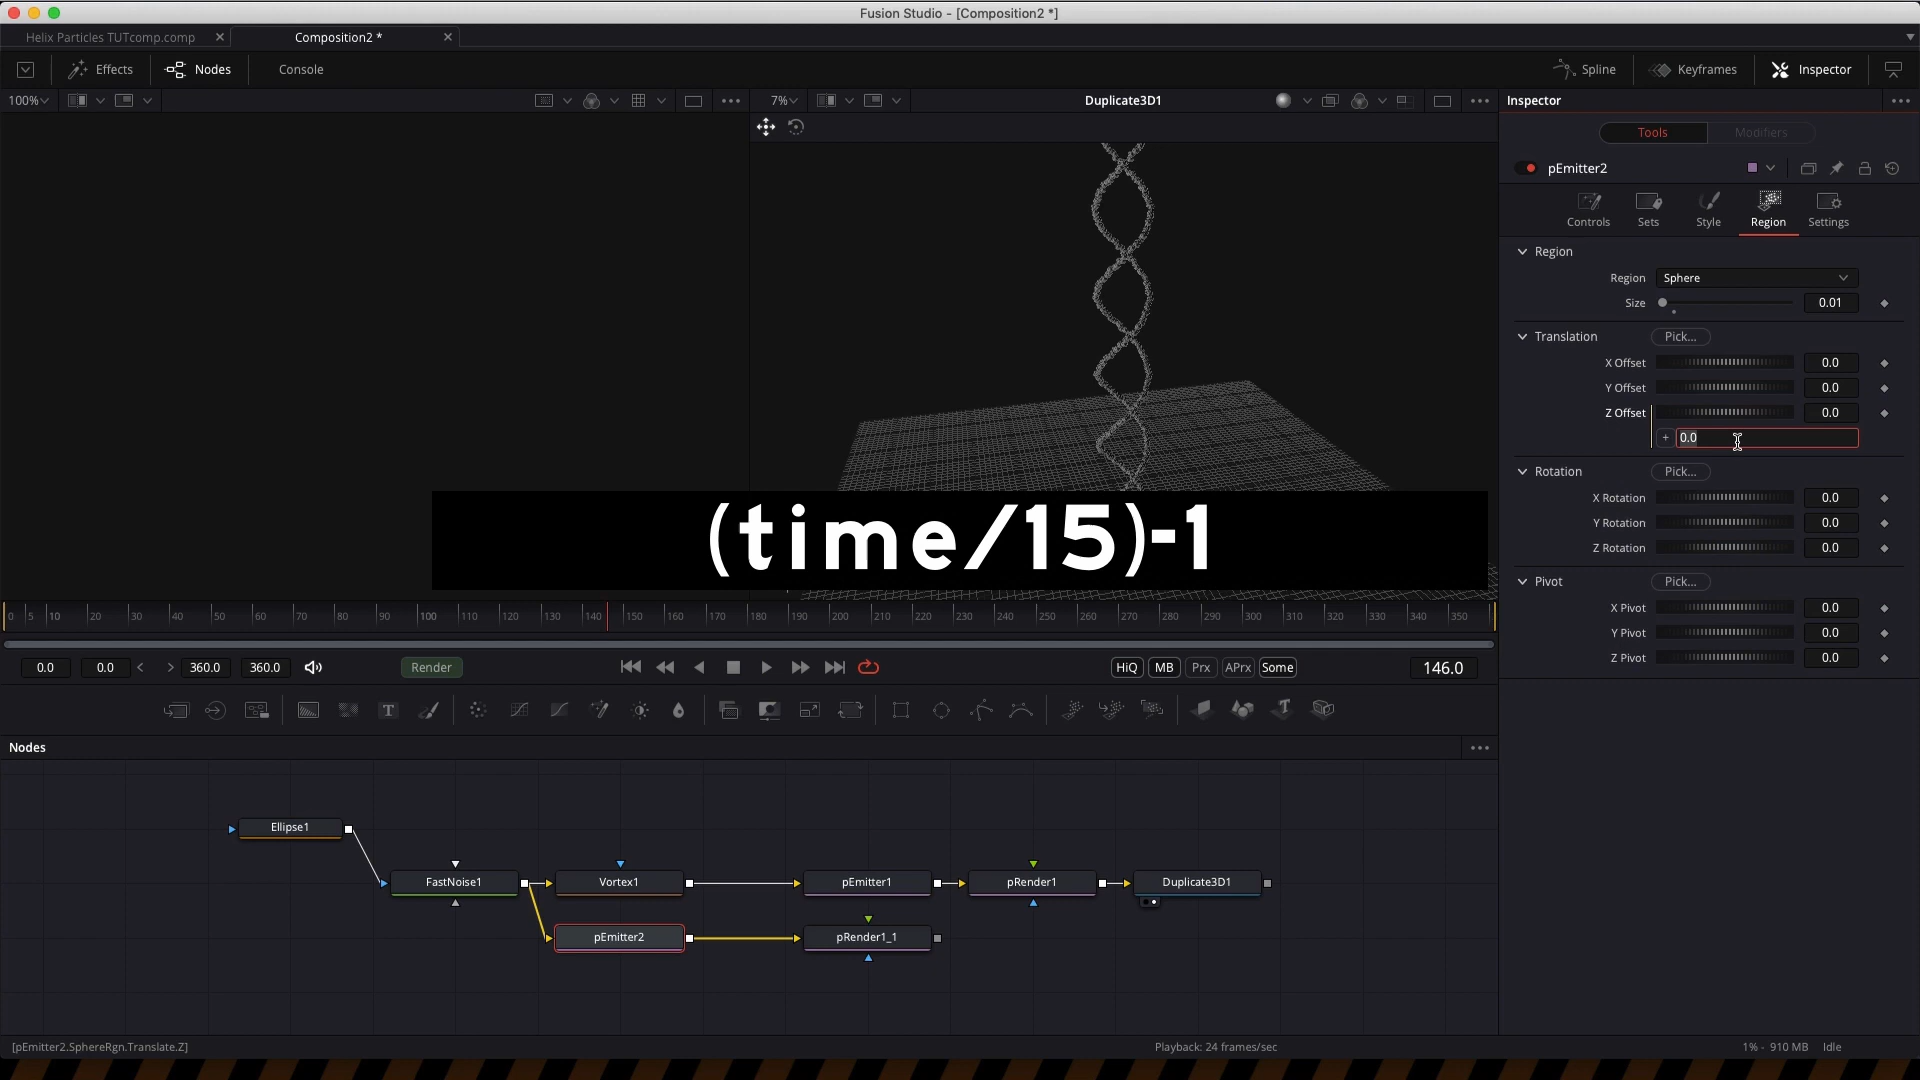 Fusion Studio - [Composition2 *]
Helix Particles TUTcomp.comp
Composition2 *
Effects
Nodes
Console
Spline
Keyframes
Inspector
100%
7%
Duplicate3D1
Inspector
Tools
Modifiers
pEmitter2
Controls
Sets
Style
Region
Settings
Region
Region
Sphere
Size
0.01
Translation
Pick...
X Offset
0.0
Y Offset
0.0
Z Offset
0.0
+
0.0
Rotation
Pick...
X Rotation
0.0
Y Rotation
0.0
Z Rotation
0.0
Pivot
Pick...
X Pivot
0.0
Y Pivot
0.0
Z Pivot
0.0
(time/15)-1
0 5 10 20 30 40 50 60 70 80 90 100 110 120 130 140 150 160 170 180 190 200 210 220 230 240 250 260 270 280 290 300 310 320 330 340 350
0.0
0.0
360.0
360.0
Render
HiQ
MB
Prx
APrx
Some
146.0
Nodes
Ellipse1
FastNoise1
Vortex1
pEmitter1
pRender1
Duplicate3D1
pEmitter2
pRender1_1
[pEmitter2.SphereRgn.Translate.Z]
Playback: 24 frames/sec
1% - 910 MB
Idle